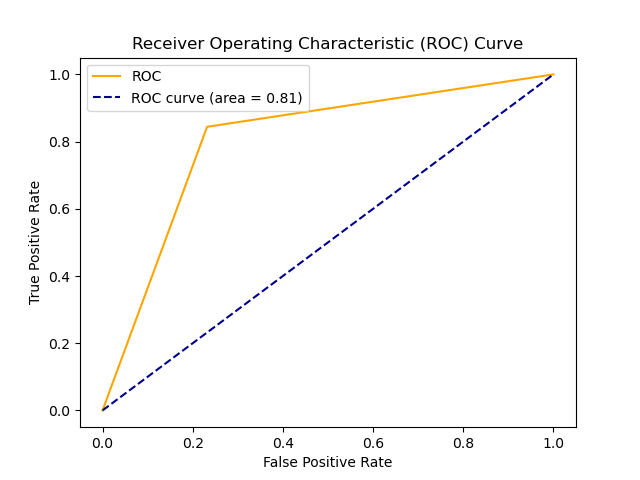 Receiver Operating Characteristic (ROC) Curve
ROC
ROC curve (area = 0.81)
True Positive Rate
1.0
0.8
0.6
0.4
0.2
0.0
0.0 0.2 0.4 0.6 0.8 1.0
False Positive Rate